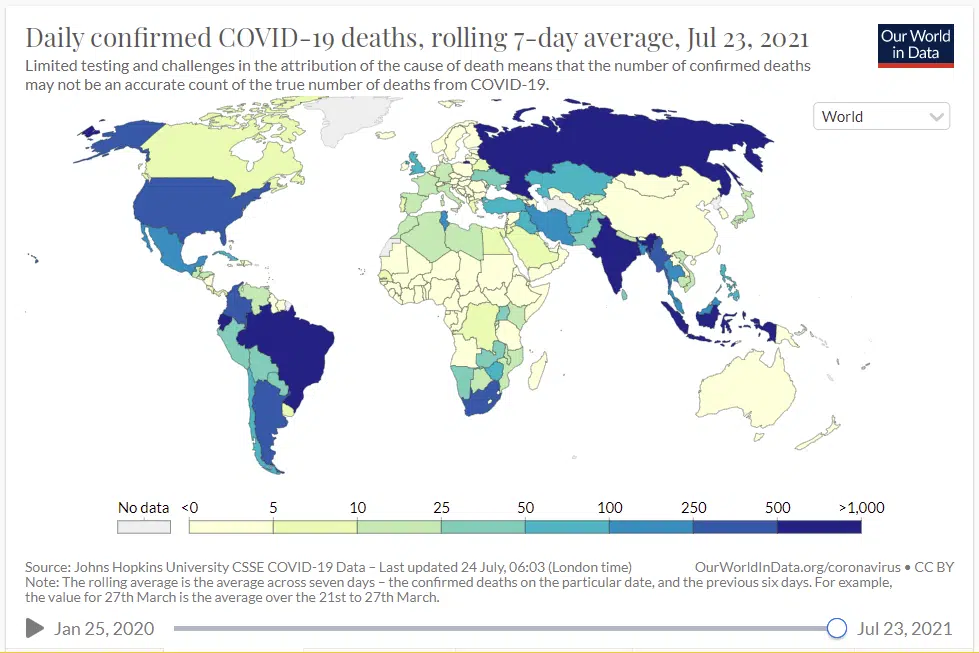 Daily confirmed COVID-19 deaths, rolling 7-day average, Jul 23, 2021
Our World
in Data
Limited testing and challenges in the attribution of the cause of death means that the number of confirmed deaths
may not be an accurate count of the true number of deaths from COVID-19.
World
No data <0 5 10 25 50 100 250 500 >1,000
Source: Johns Hopkins University CSSE COVID-19 Data – Last updated 24 July, 06:03 (London time)
OurWorldInData.org/coronavirus • CC BY
Note: The rolling average is the average across seven days – the confirmed deaths on the particular date, and the previous six days. For example,
the value for 27th March is the average over the 21st to 27th March.
Jan 25, 2020
Jul 23, 2021